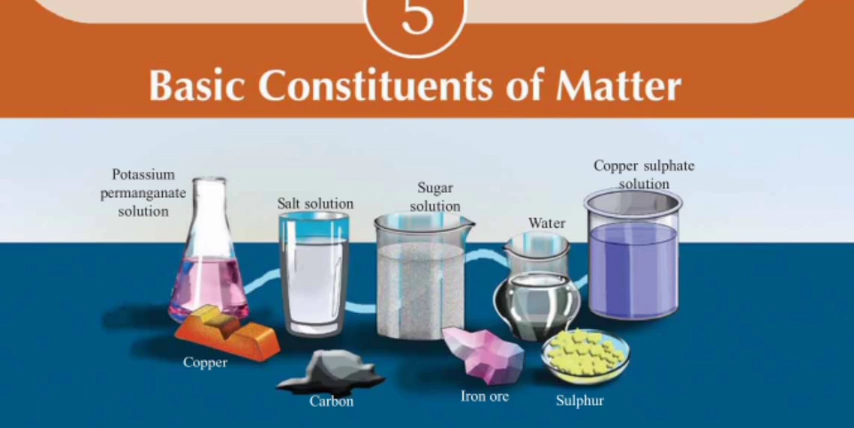 5
Basic Constituents of Matter
Potassium
permanganate
solution
Salt solution
Sugar
solution
Water
Copper sulphate
solution
Copper
Carbon
Iron ore
Sulphur